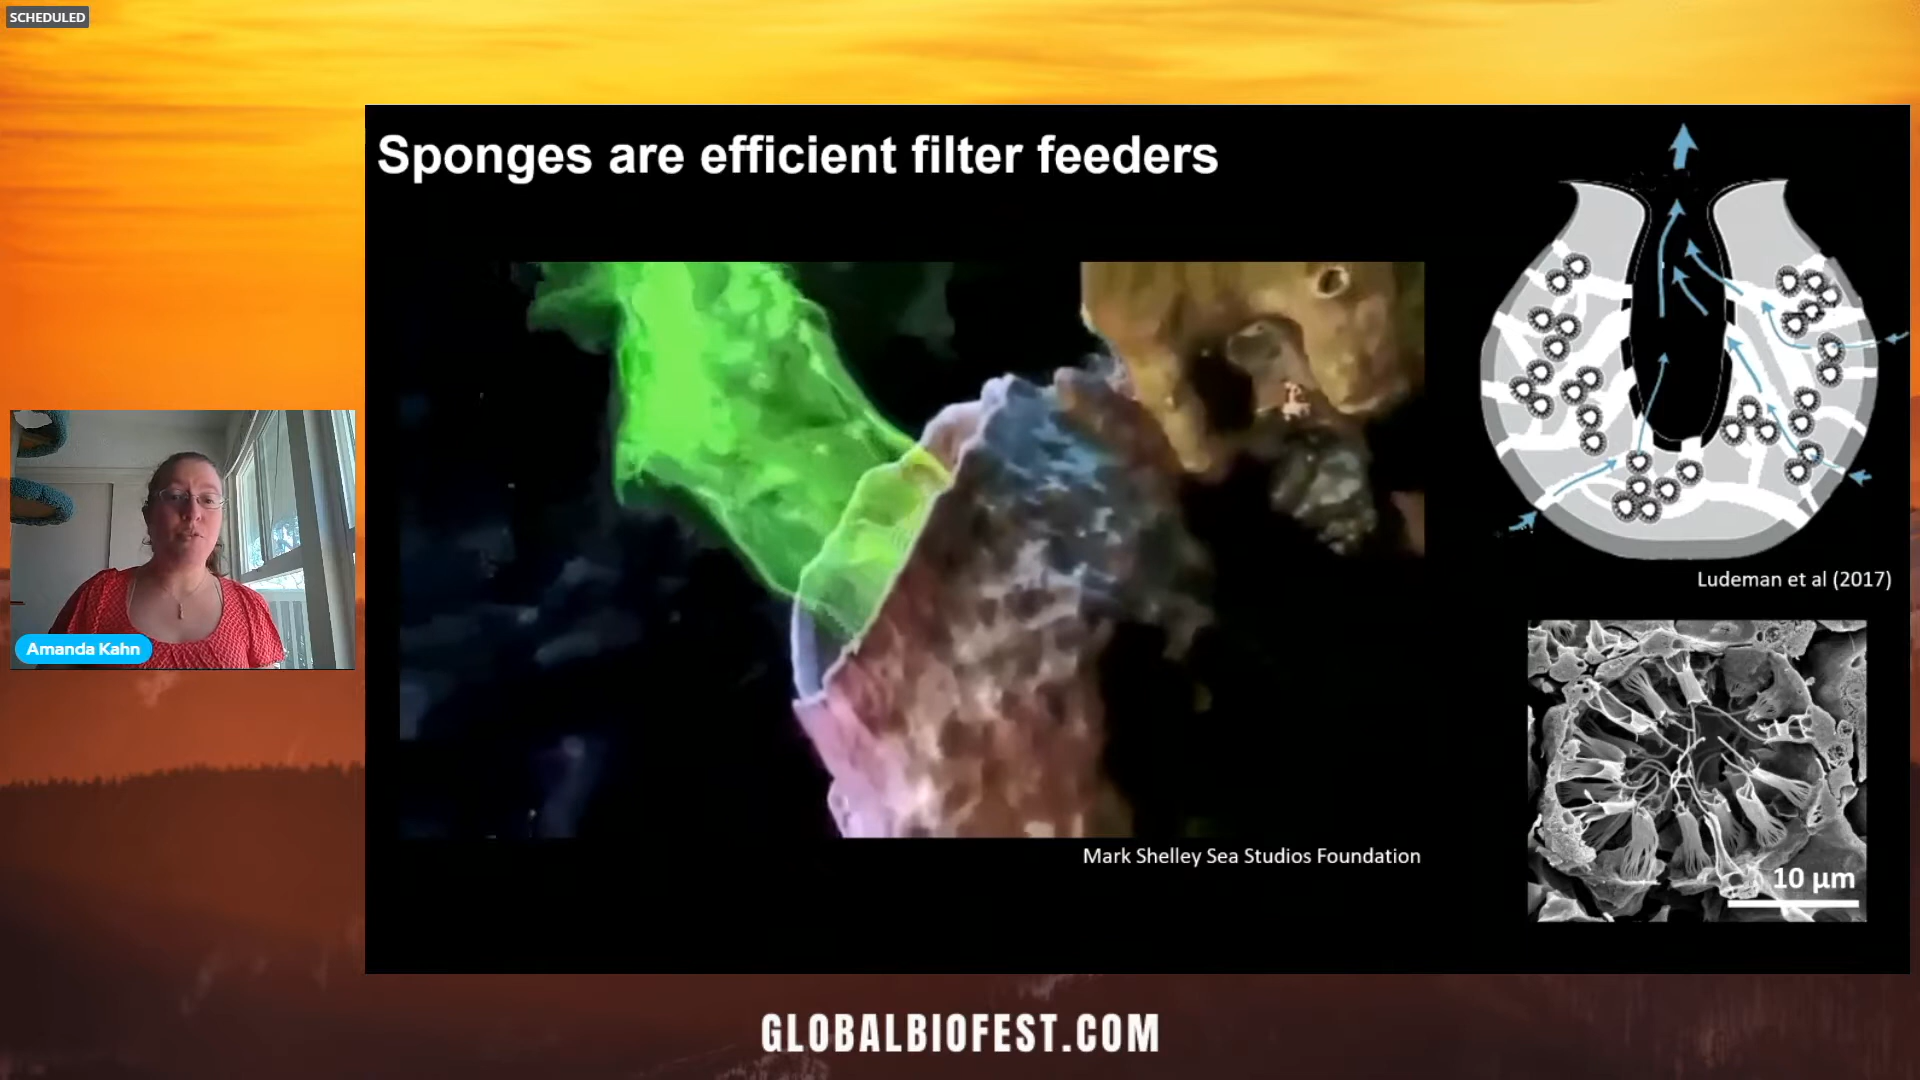 SCHEDULED
Sponges are efficient filter feeders
Ludeman et al (2017)
Amanda Kahn
Mark Shelley Sea Studios Foundation
10 µm
GLOBALBIOFEST.COM